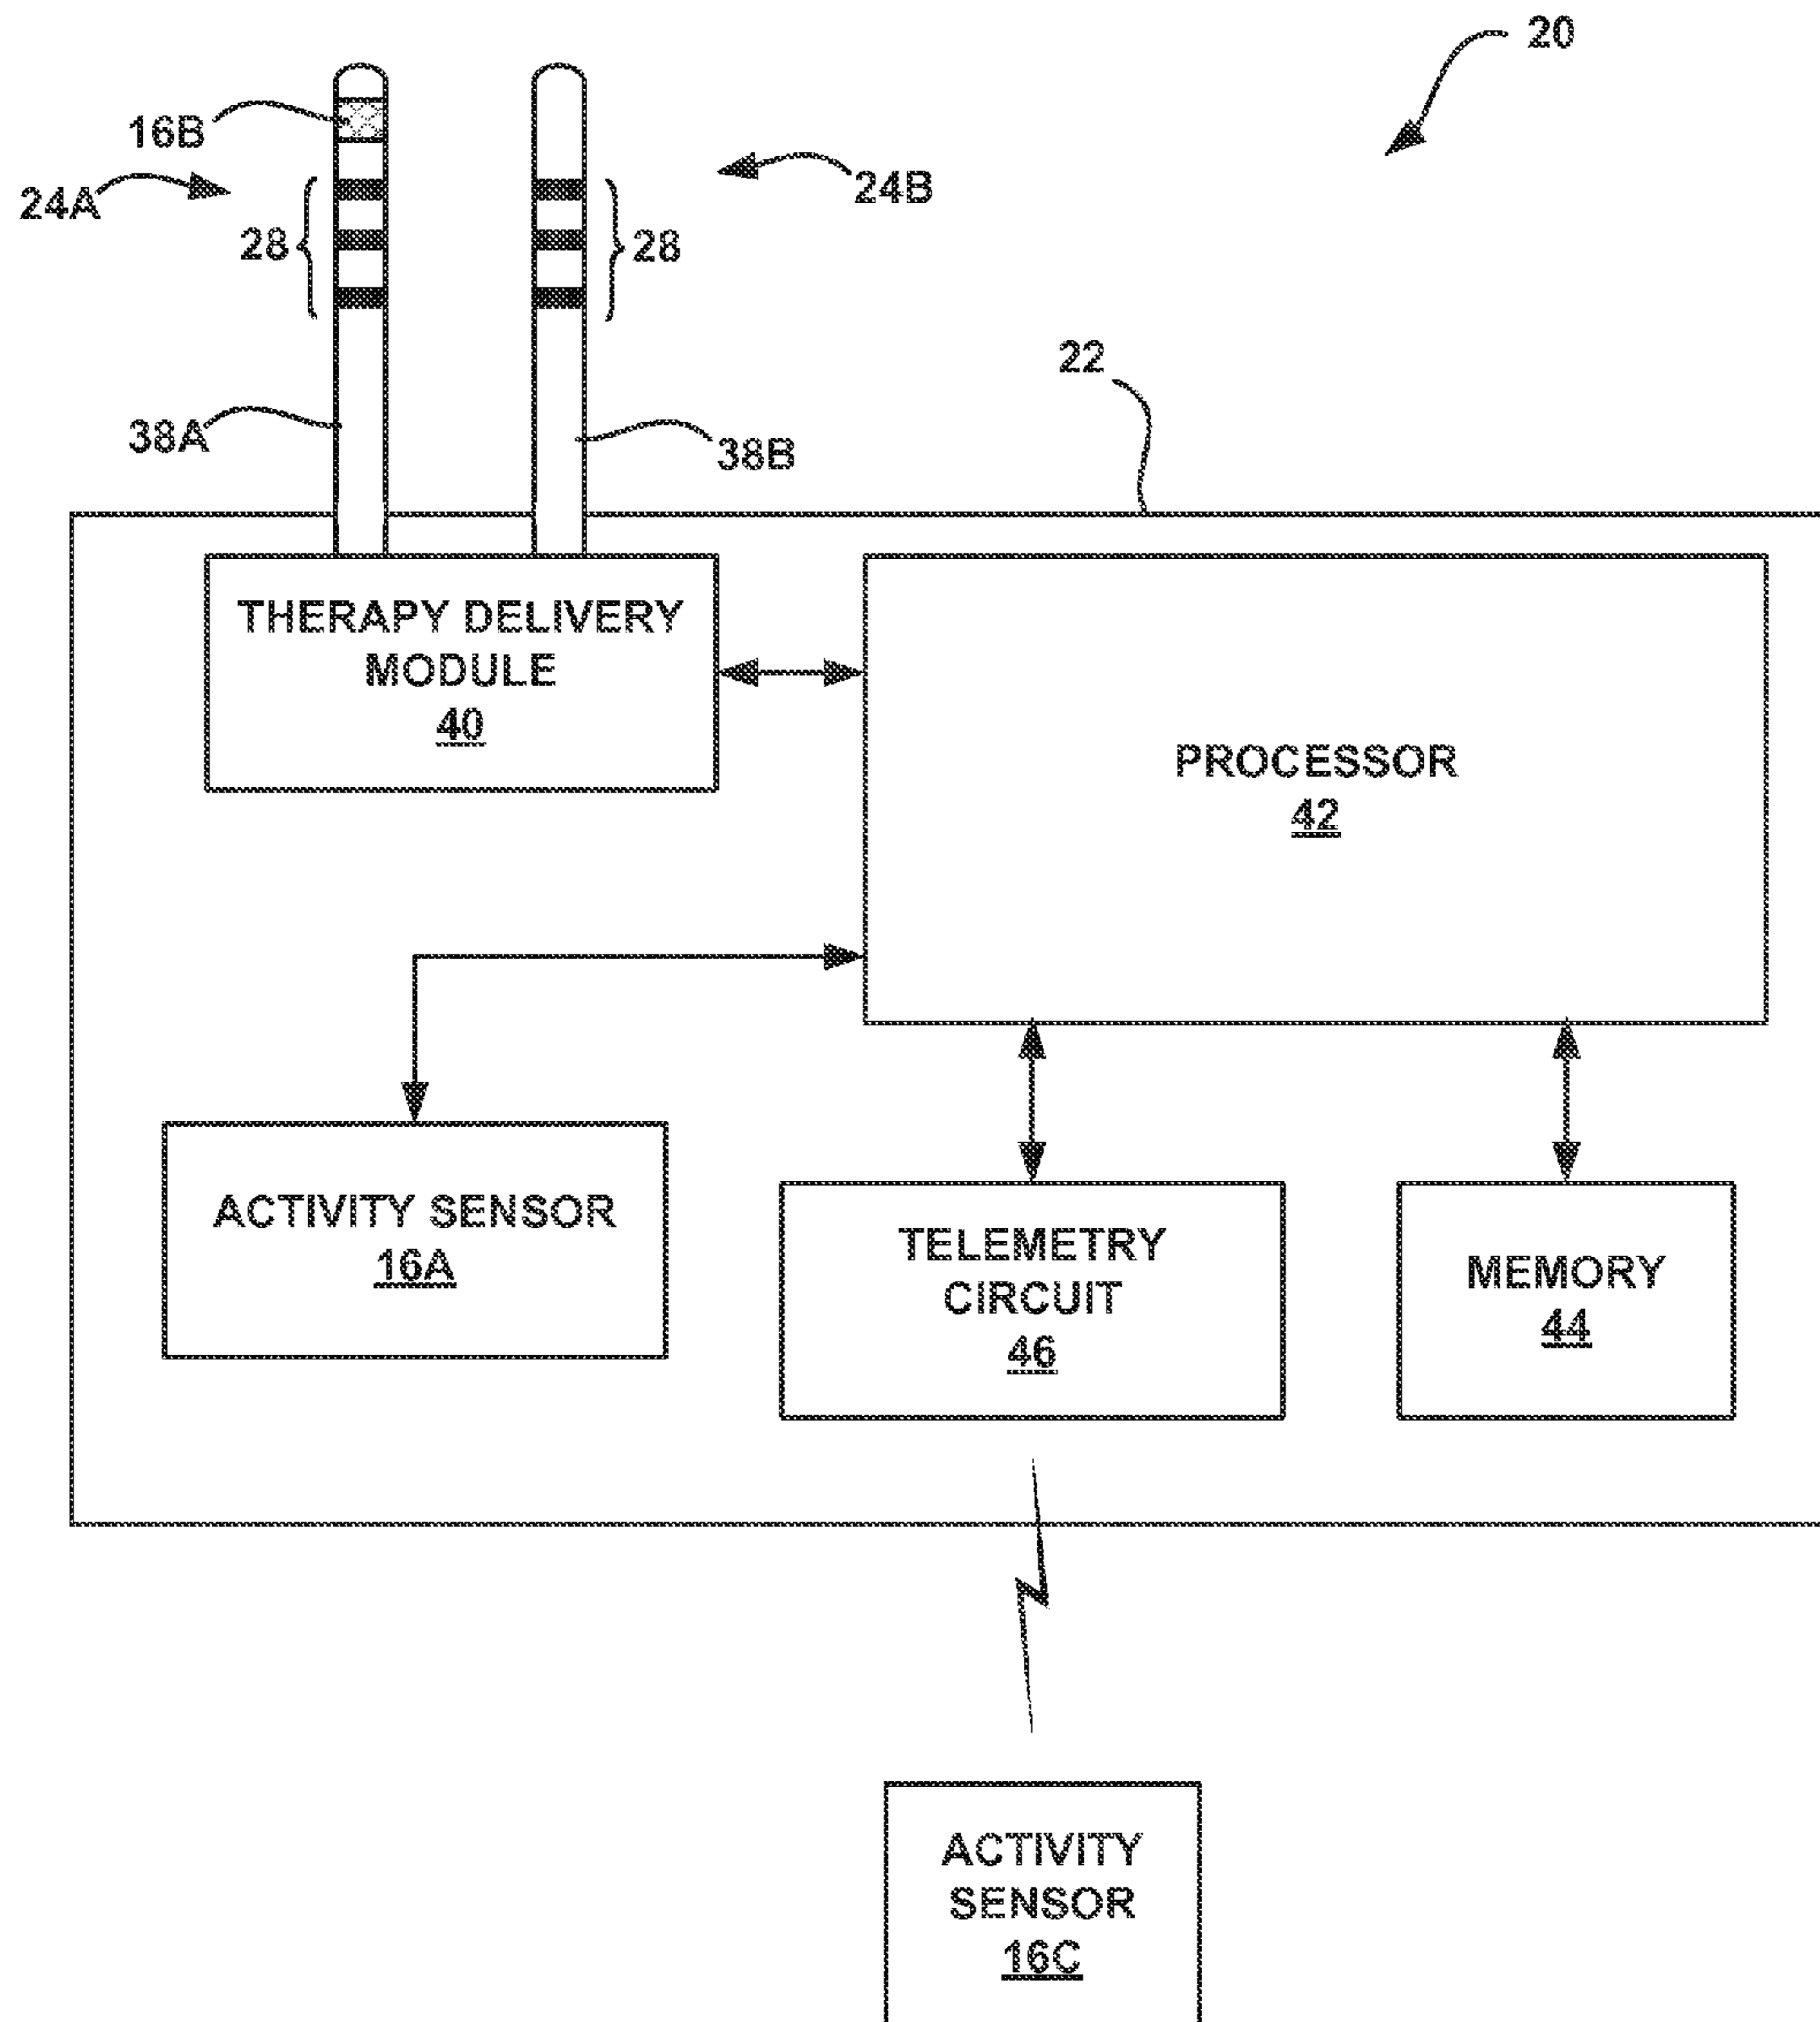 20
16B
24A
24B
28
28
22
38A
38B
THERAPY DELIVERY
MODULE
40
PROCESSOR
42
ACTIVITY SENSOR
16A
TELEMETRY
CIRCUIT
46
MEMORY
44
ACTIVITY
SENSOR
16C